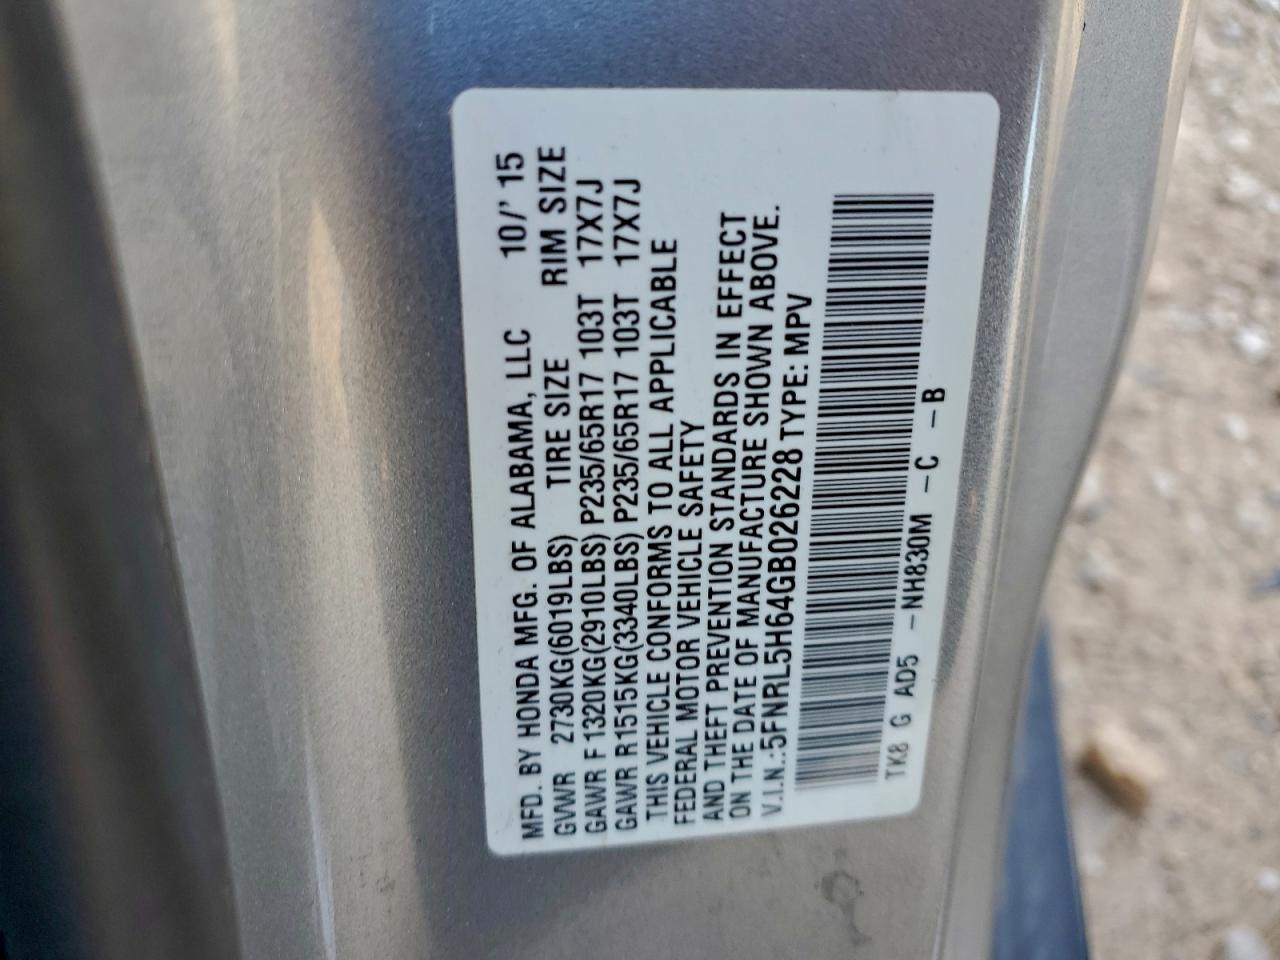 MFD. BY HONDA MFG. OF ALABAMA, LLC 10/' 15
GVWR 2730KG(6019LBS) TIRE SIZE RIM SIZE
GAWR F 1320KG(2910LBS) P235/65R17 103T 17X7J
GAWR R1515KG(3340LBS) P235/65R17 103T 17X7J
THIS VEHICLE CONFORMS TO ALL APPLICABLE
FEDERAL MOTOR VEHICLE SAFETY
AND THEFT PREVENTION STANDARDS IN EFFECT
ON THE DATE OF MANUFACTURE SHOWN ABOVE.
V.I.N.:5FNRL5H64GB026228 TYPE: MPV
TK8 G AD5 -NH830M -C -B